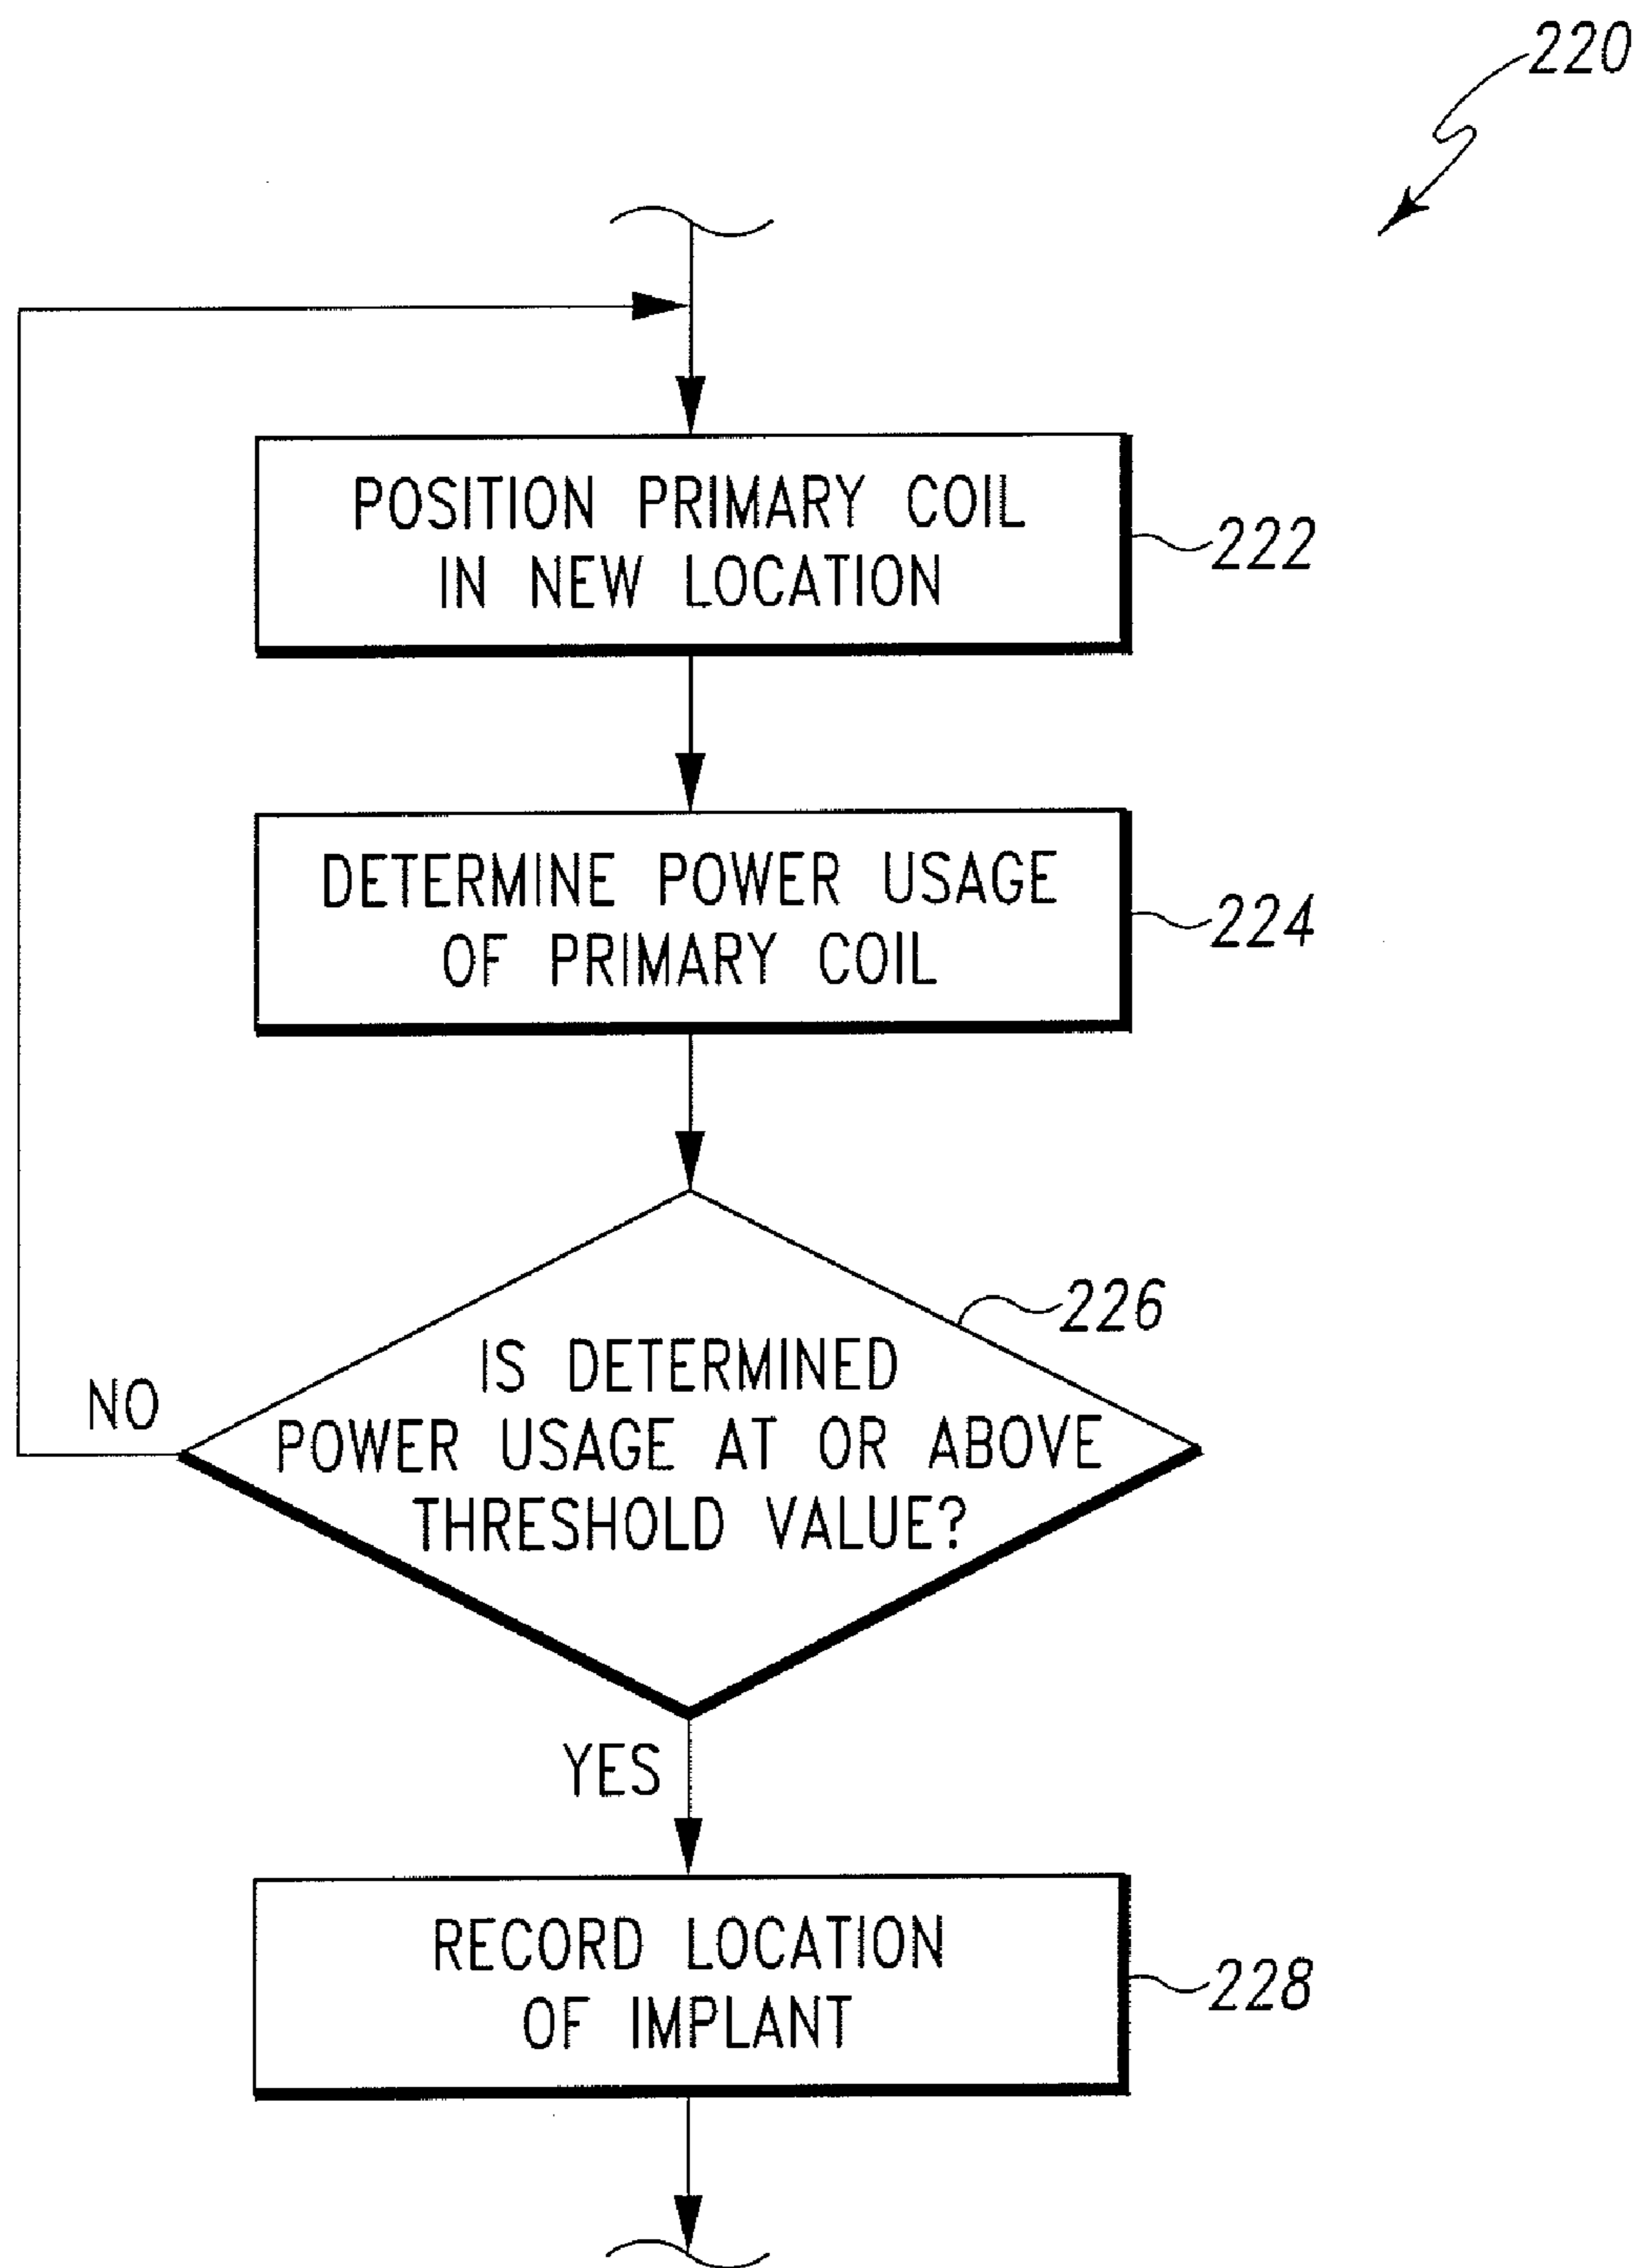 220
POSITION PRIMARY COIL
IN NEW LOCATION
222
DETERMINE POWER USAGE
OF PRIMARY COIL
224
226
IS DETERMINED
POWER USAGE AT OR ABOVE
THRESHOLD VALUE?
NO
YES
RECORD LOCATION
OF IMPLANT
228